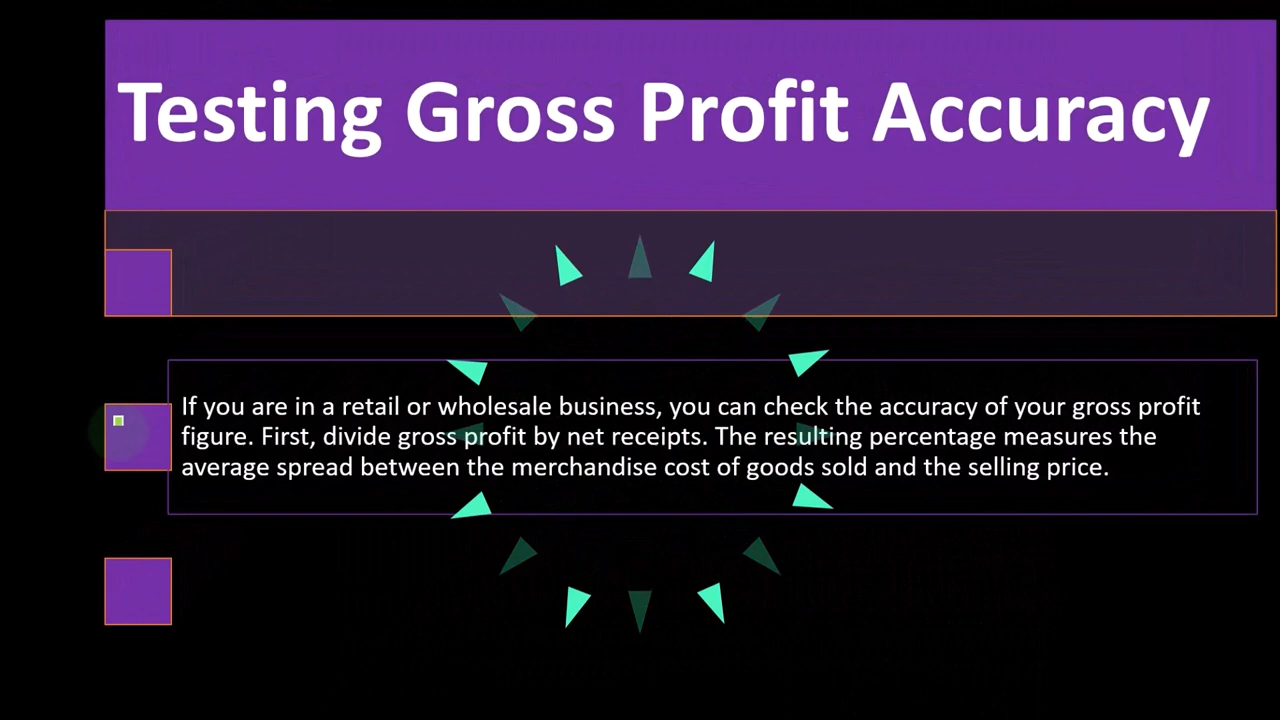 Testing Gross Profit Accuracy
If you are in a retail or wholesale business, you can check the accuracy of your gross profit
figure. First, divide gross profit by net receipts. The resulting percentage measures the
average spread between the merchandise cost of goods sold and the selling price.